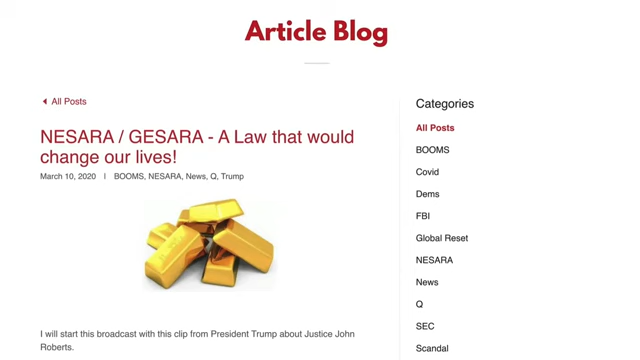 Article Blog
All Posts
NESARA / GESARA - A Law that would
change our lives!
March 10, 2020 | BOOMS, NESARA, News, Q, Trump
I will start this broadcast with this clip from President Trump about Justice John
Roberts.
Categories
All Posts
BOOMS
Covid
Dems
FBI
Global Reset
NESARA
News
Q
SEC
Scandal